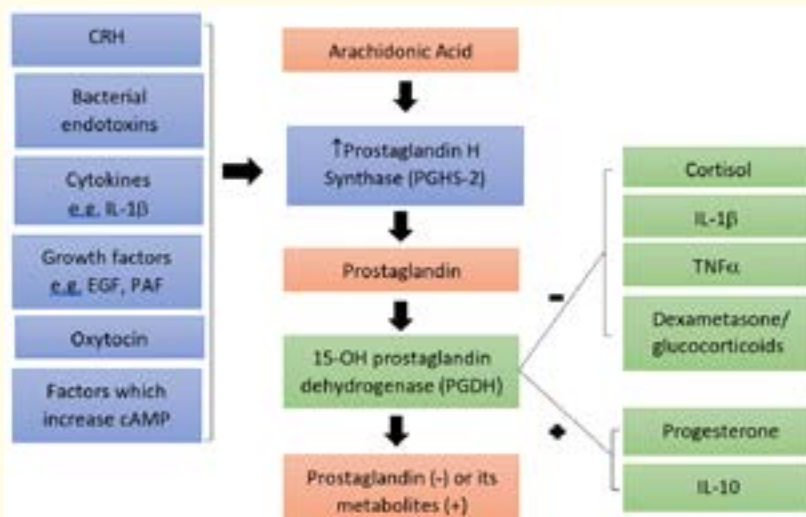 CRH
Bacterial
endotoxins
Cytokines
e.g. IL-1β
Growth factors
e.g. EGF, PAF
Oxytocin
Factors which
increase cAMP
Arachidonic Acid
↑Prostaglandin H
Synthase (PGHS-2)
Prostaglandin
15-OH prostaglandin
dehydrogenase (PGDH)
Prostaglandin (-) or its
metabolites (+)
-
+
Cortisol
IL-1β
TNFα
Dexametasone/
glucocorticoids
Progesterone
IL-10